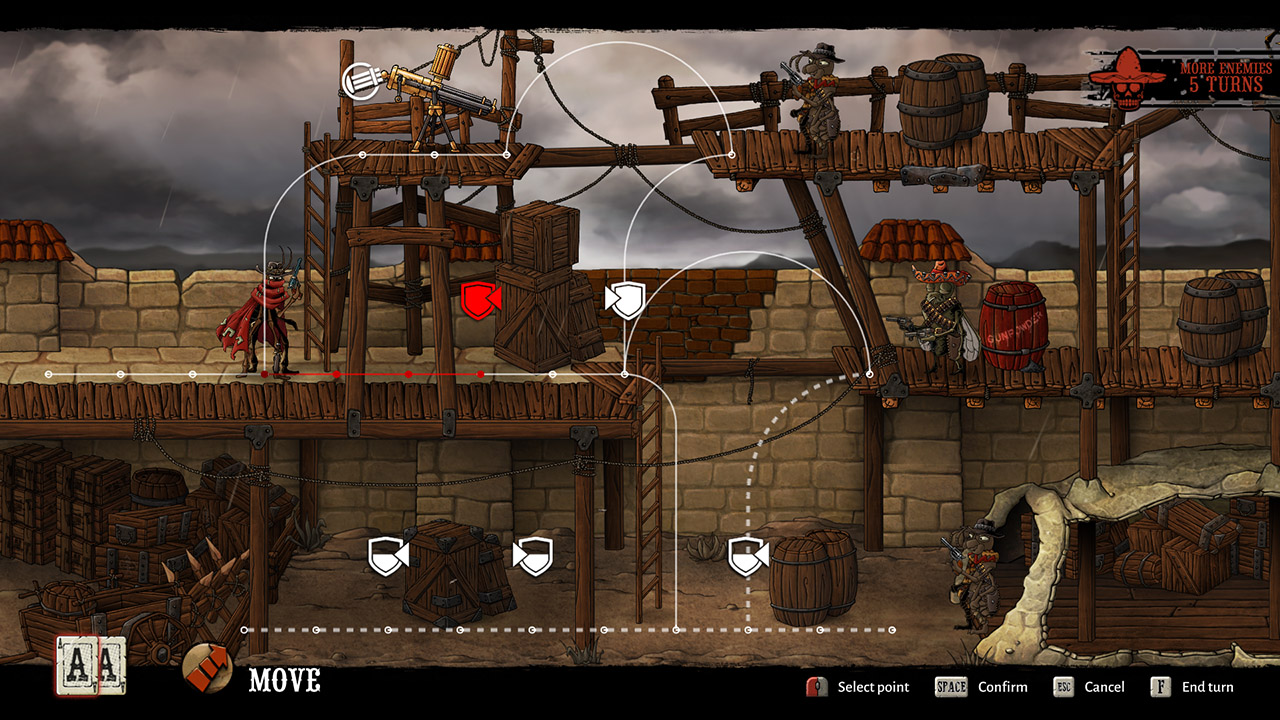 MORE ENEMIES
5 TURNS
GUNPOWDER
A A
MOVE
Select point
SPACE Confirm
ESC Cancel
F End turn